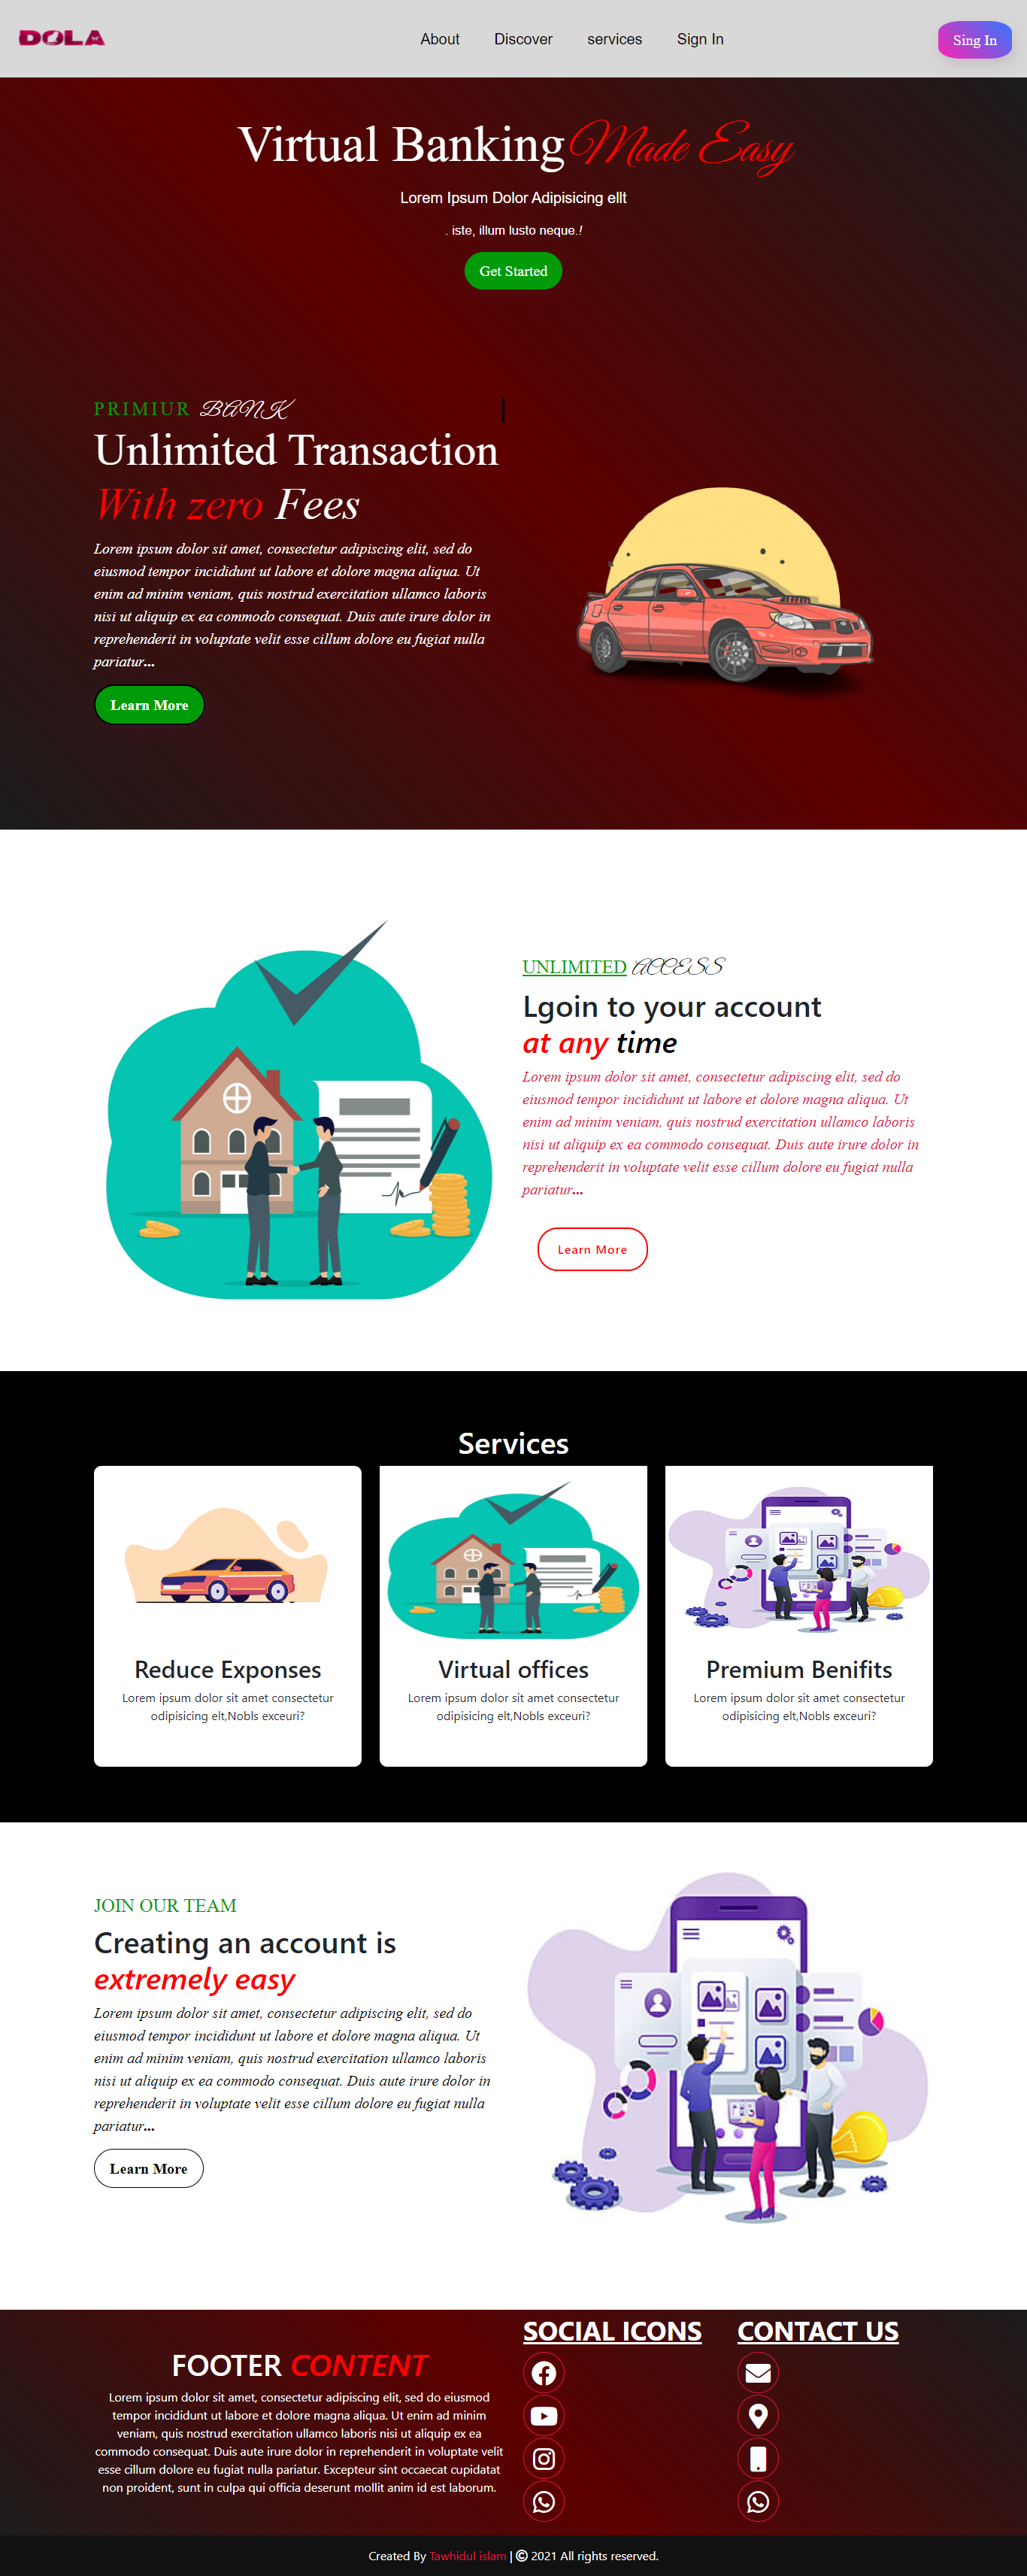 DOLA
About Discover services Sign In
Sing In
Virtual Banking Made Easy
Lorem Ipsum Dolor Adipisicing ellt
. iste, illum lusto neque.!
Get Started
PRIMIUR BANK
Unlimited Transaction
With zero Fees
Lorem ipsum dolor sit amet, consectetur adipiscing elit, sed do
eiusmod tempor incididunt ut labore et dolore magna aliqua. Ut
enim ad minim veniam, quis nostrud exercitation ullamco laboris
nisi ut aliquip ex ea commodo consequat. Duis aute irure dolor in
reprehenderit in voluptate velit esse cillum dolore eu fugiat nulla
pariatur...
Learn More
UNLIMITED ACCESS
Lgoin to your account
at any time
Lorem ipsum dolor sit amet, consectetur adipiscing elit, sed do
eiusmod tempor incididunt ut labore et dolore magna aliqua. Ut
enim ad minim veniam, quis nostrud exercitation ullamco laboris
nisi ut aliquip ex ea commodo consequat. Duis aute irure dolor in
reprehenderit in voluptate velit esse cillum dolore eu fugiat nulla
pariatur...
Learn More
Services
Reduce Exponses
Lorem ipsum dolor sit amet consectetur
odipisicing elt,Nobls exceuri?
Virtual offices
Lorem ipsum dolor sit amet consectetur
odipisicing elt,Nobls exceuri?
Premium Benifits
Lorem ipsum dolor sit amet consectetur
odipisicing elt,Nobls exceuri?
JOIN OUR TEAM
Creating an account is
extremely easy
Lorem ipsum dolor sit amet, consectetur adipiscing elit, sed do
eiusmod tempor incididunt ut labore et dolore magna aliqua. Ut
enim ad minim veniam, quis nostrud exercitation ullamco laboris
nisi ut aliquip ex ea commodo consequat. Duis aute irure dolor in
reprehenderit in voluptate velit esse cillum dolore eu fugiat nulla
pariatur...
Learn More
FOOTER CONTENT
Lorem ipsum dolor sit amet, consectetur adipiscing elit, sed do eiusmod
tempor incididunt ut labore et dolore magna aliqua. Ut enim ad minim
veniam, quis nostrud exercitation ullamco laboris nisi ut aliquip ex ea
commodo consequat. Duis aute irure dolor in reprehenderit in voluptate velit
esse cillum dolore eu fugiat nulla pariatur. Excepteur sint occaecat cupidatat
non proident, sunt in culpa qui officia deserunt mollit anim id est laborum.
SOCIAL ICONS
CONTACT US
Created By Tawhidul islam | © 2021 All rights reserved.